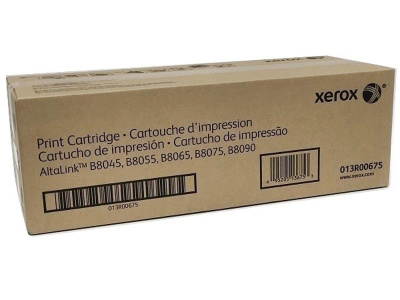 xerox
Print Cartridge • Cartouche d'impression
Cartucho de impresión • Cartucho de impressão
AltaLink™ B8045, B8055, B8065, B8075, B8090
013R00675
013R00675
www.xerox.com